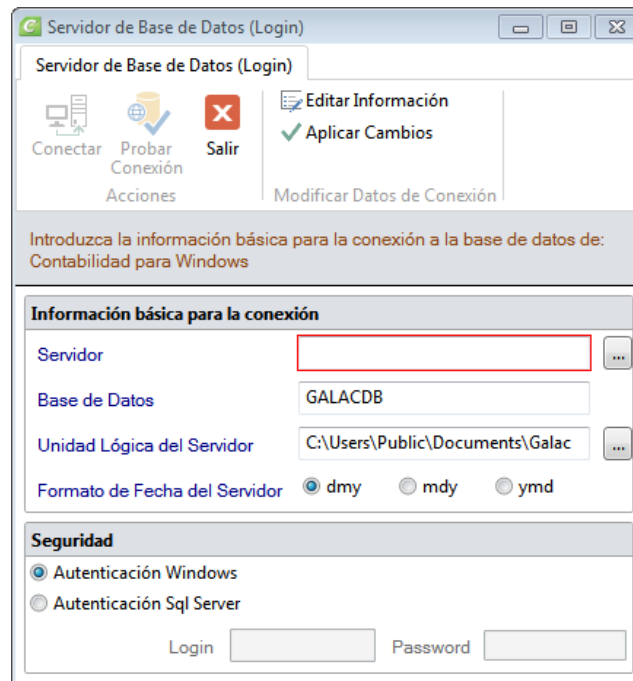 Servidor de Base de Datos (Login)
Servidor de Base de Datos (Login)
Conectar
Probar
Conexión
Salir
Acciones
Editar Información
Aplicar Cambios
Modificar Datos de Conexión
Introduzca la información básica para la conexión a la base de datos de:
Contabilidad para Windows
Información básica para la conexión
Servidor
...
Base de Datos GALACDB
Unidad Lógica del Servidor C:\Users\Public\Documents\Galac ...
Formato de Fecha del Servidor dmy mdy ymd
Seguridad
Autenticación Windows
Autenticación Sql Server
Login Password